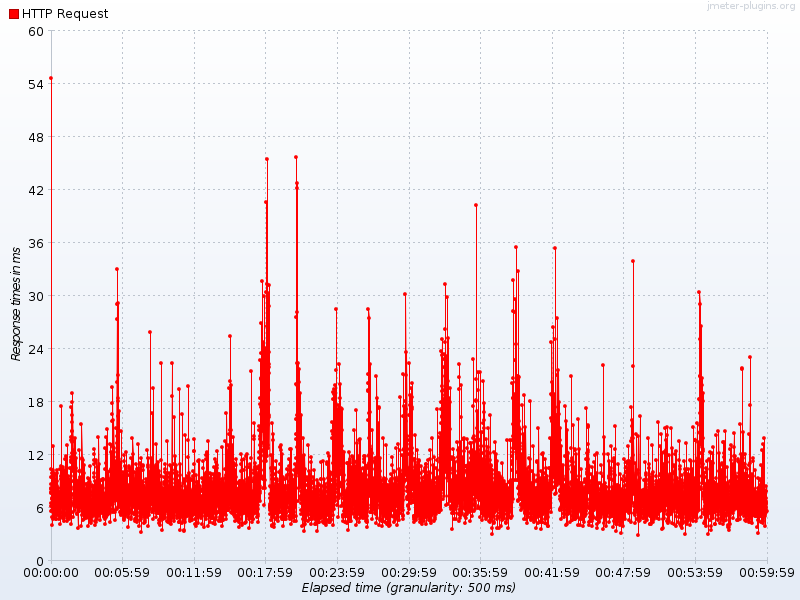 jmeter-plugins.org
HTTP Request
60
54
48
42
36
30
24
18
12
6
0
Response times in ms
00:00:00 00:05:59 00:11:59 00:17:59 00:23:59 00:29:59 00:35:59 00:41:59 00:47:59 00:53:59 00:59:59
Elapsed time (granularity: 500 ms)